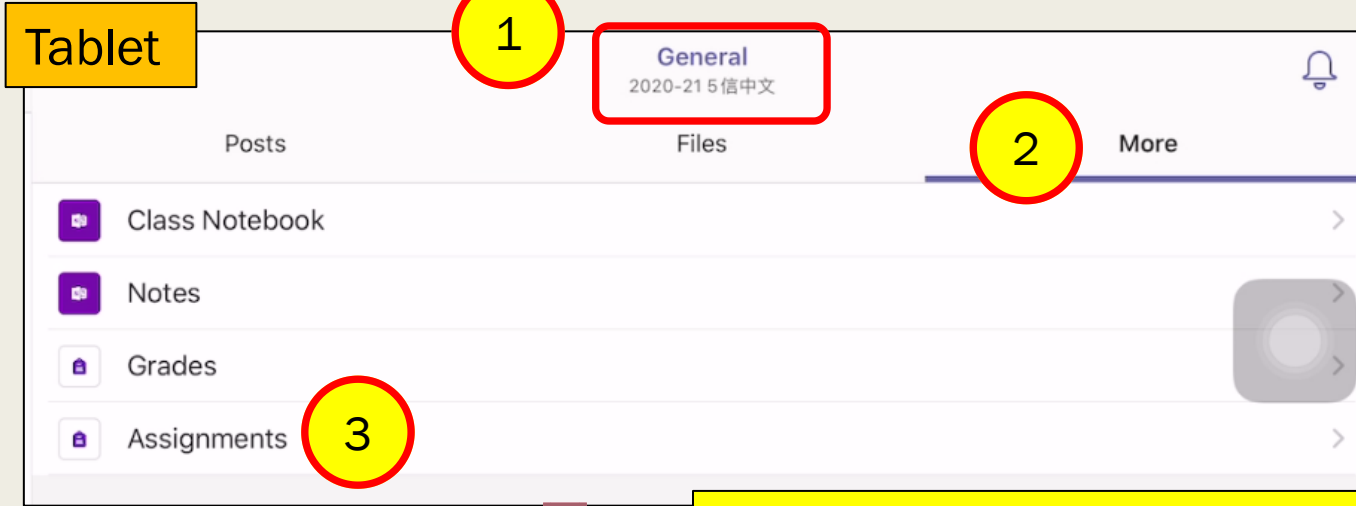 Tablet
1
General
2020-21 5信中文
Posts
Files
2
More
Class Notebook
Notes
Grades
Assignments
3